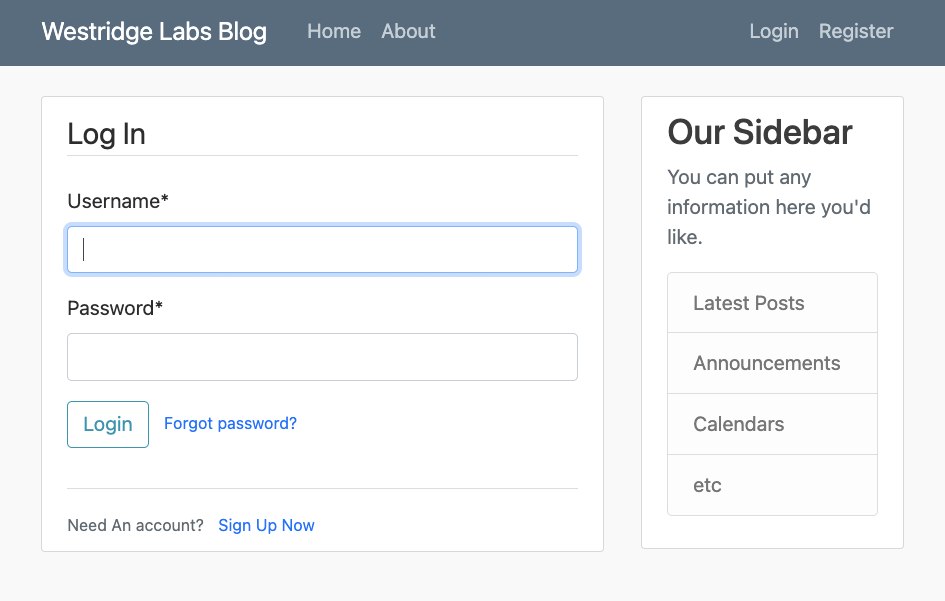 Westridge Labs Blog Home About Login Register
Log In
Username*
Password*
Login Forgot password?
Need An account? Sign Up Now
Our Sidebar
You can put any
information here you'd
like.
Latest Posts
Announcements
Calendars
etc